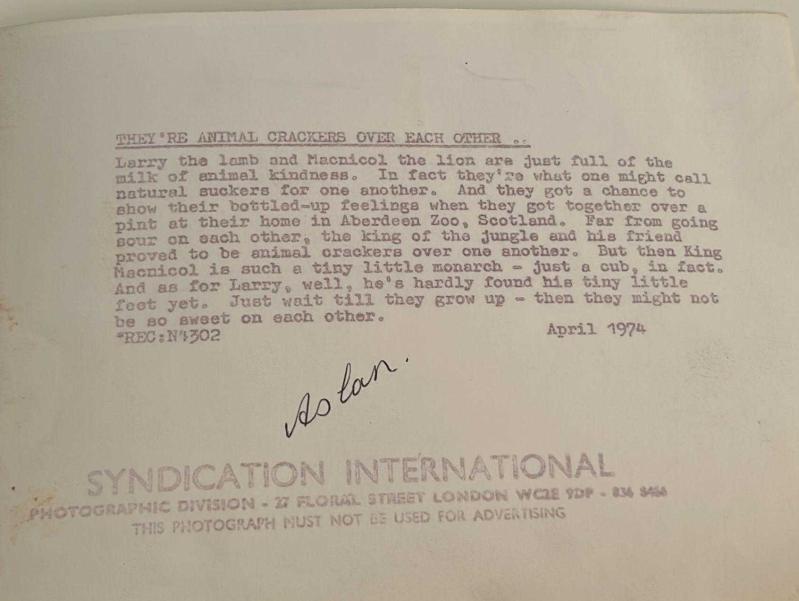 THEY'RE ANIMAL CRACKERS OVER EACH OTHER ..
Larry the lamb and Macnicol the lion are just full of the
milk of animal kindness. In fact they're what one might call
natural suckers for one another. And they got a chance to
show their bottled-up feelings when they got together over a
pint at their home in Aberdeen Zoo, Scotland. Far from going
sour on each other, the king of the jungle and his friend
proved to be animal crackers over one another. But then King
Macnicol is such a tiny little monarch - just a cub, in fact.
And as for Larry, well, he's hardly found his tiny little
feet yet. Just wait till they grow up - then they might not
be so sweet on each other.
*REC:N4302 April 1974
Aslan.
SYNDICATION INTERNATIONAL
PHOTOGRAPHIC DIVISION - 27 FLORAL STREET LONDON WC2E 9DP - 836
THIS PHOTOGRAPH MUST NOT BE USED FOR ADVERTISING